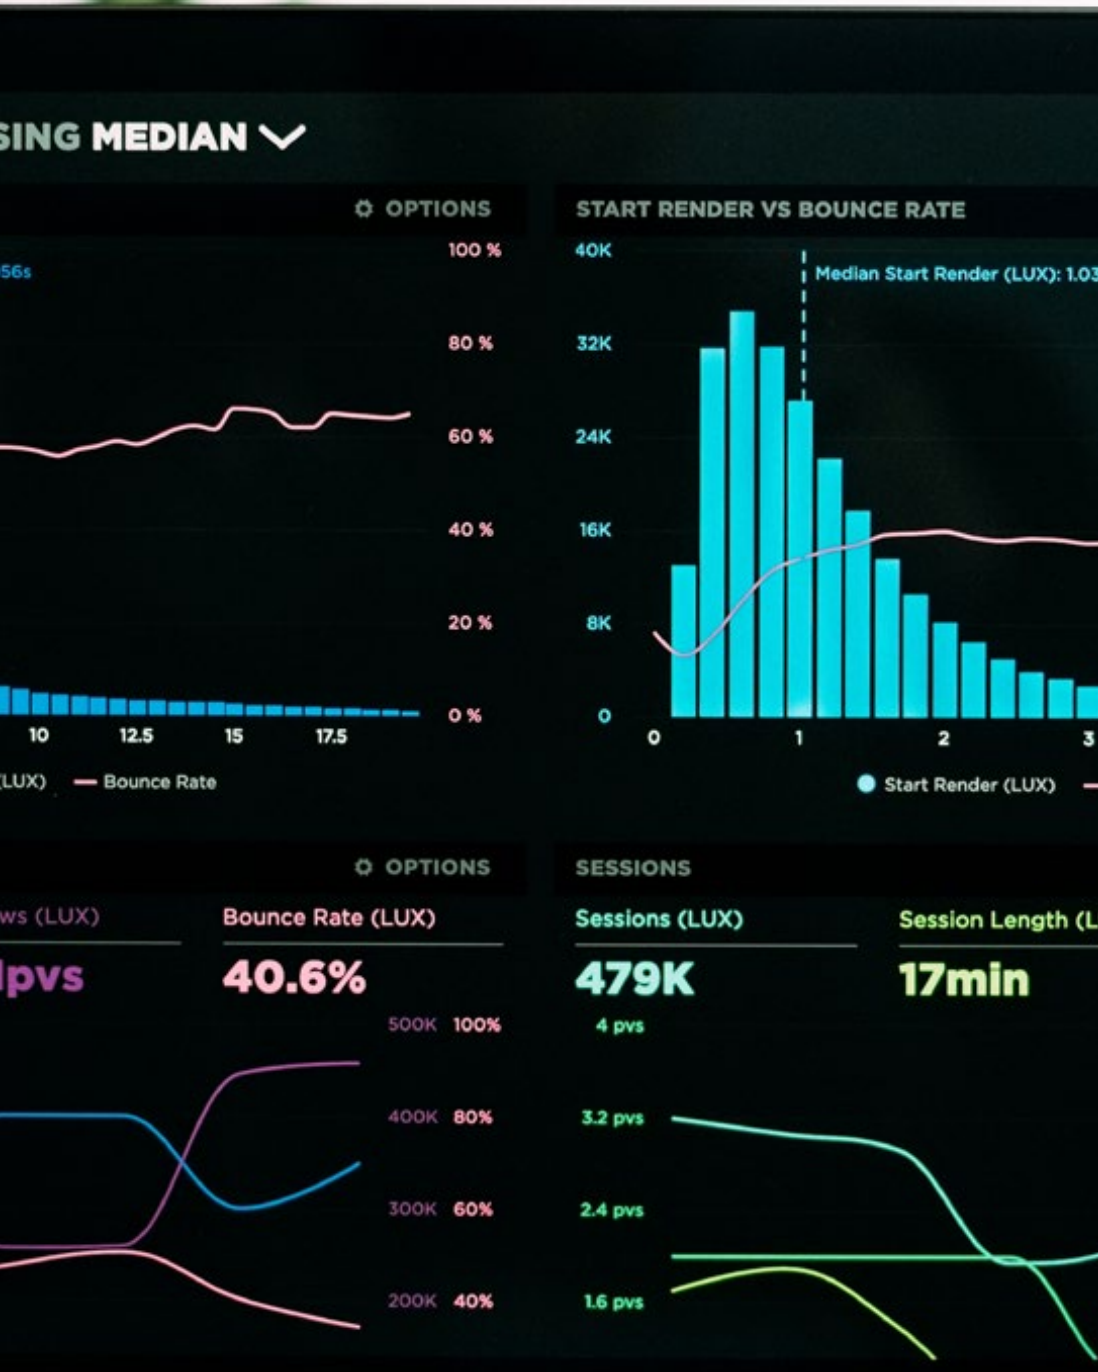 SING MEDIAN
OPTIONS
56s
100 %
80 %
60 %
40 %
20 %
0 %
10 12.5 15 17.5
(LUX) Bounce Rate
START RENDER VS BOUNCE RATE
40K
Median Start Render (LUX): 1.03
32K
24K
16K
8K
0
0 1 2 3
Start Render (LUX)
OPTIONS
ws (LUX) Bounce Rate (LUX)
pvs 40.6%
500K 100%
400K 80%
300K 60%
200K 40%
SESSIONS
Sessions (LUX) Session Length (L
479K 17min
4 pvs
3.2 pvs
2.4 pvs
1.6 pvs